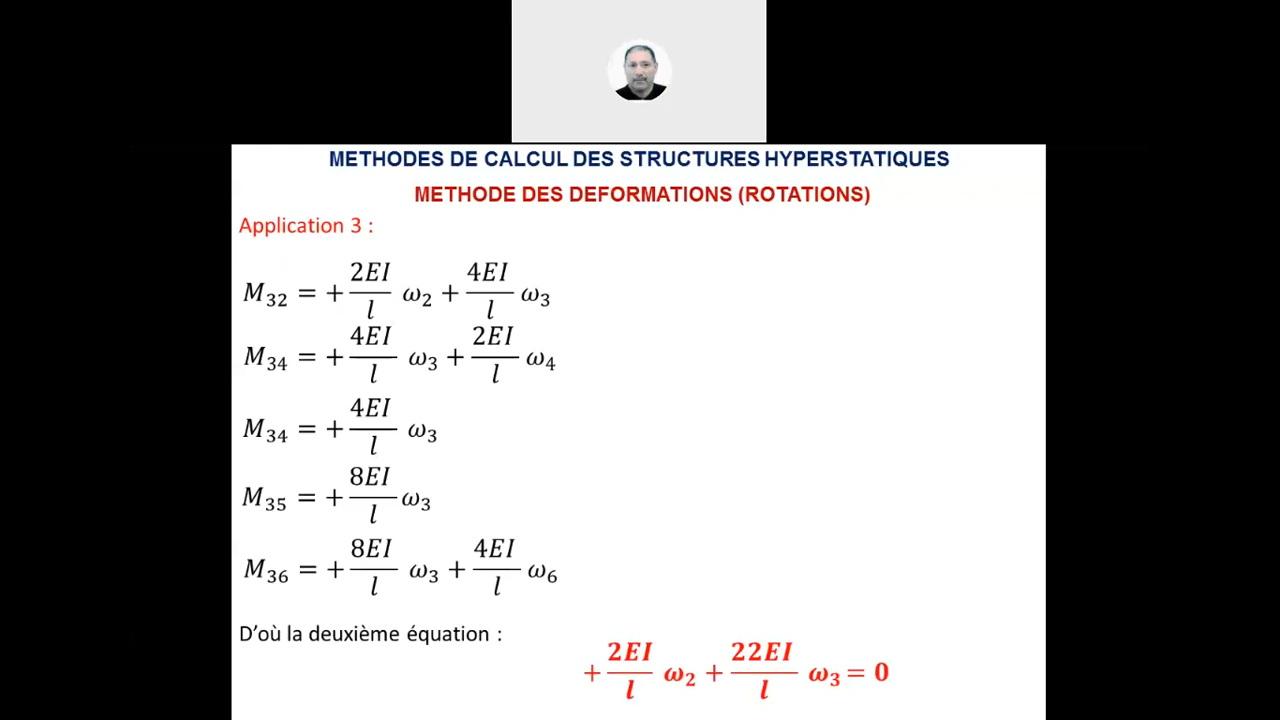 METHODES DE CALCUL DES STRUCTURES HYPERSTATIQUES
METHODE DES DEFORMATIONS (ROTATIONS)
Application 3 :
M₃₂ = + 2EI/l ω₂ + 4EI/l ω₃
M₃₄ = + 4EI/l ω₃ + 2EI/l ω₄
M₃₄ = + 4EI/l ω₃
M₃₅ = + 8EI/l ω₃
M₃₆ = + 8EI/l ω₃ + 4EI/l ω₆
D’où la deuxième équation :
+ 2EI/l ω₂ + 22EI/l ω₃ = 0